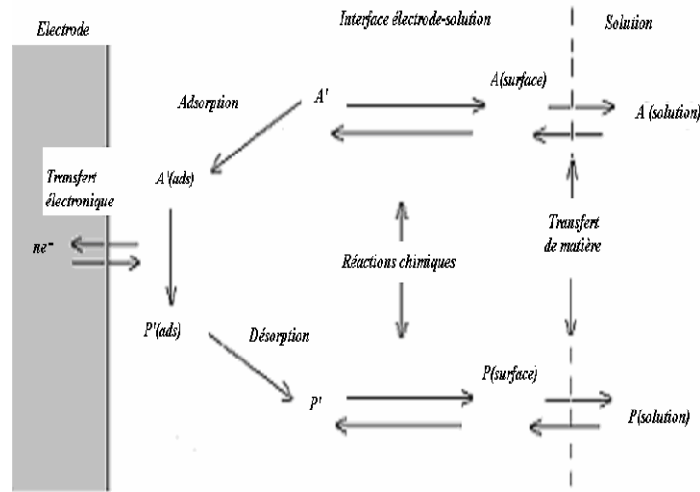 Electrode
Interface électrode-solution
Solution
A(surface)
Adsorption
A'
A (solution)
Transfert
électronique
A'(ads)
ne-
Réactions chimiques
Transfert
de matière
P'(ads)
Désorption
P(surface)
P'
P(solution)